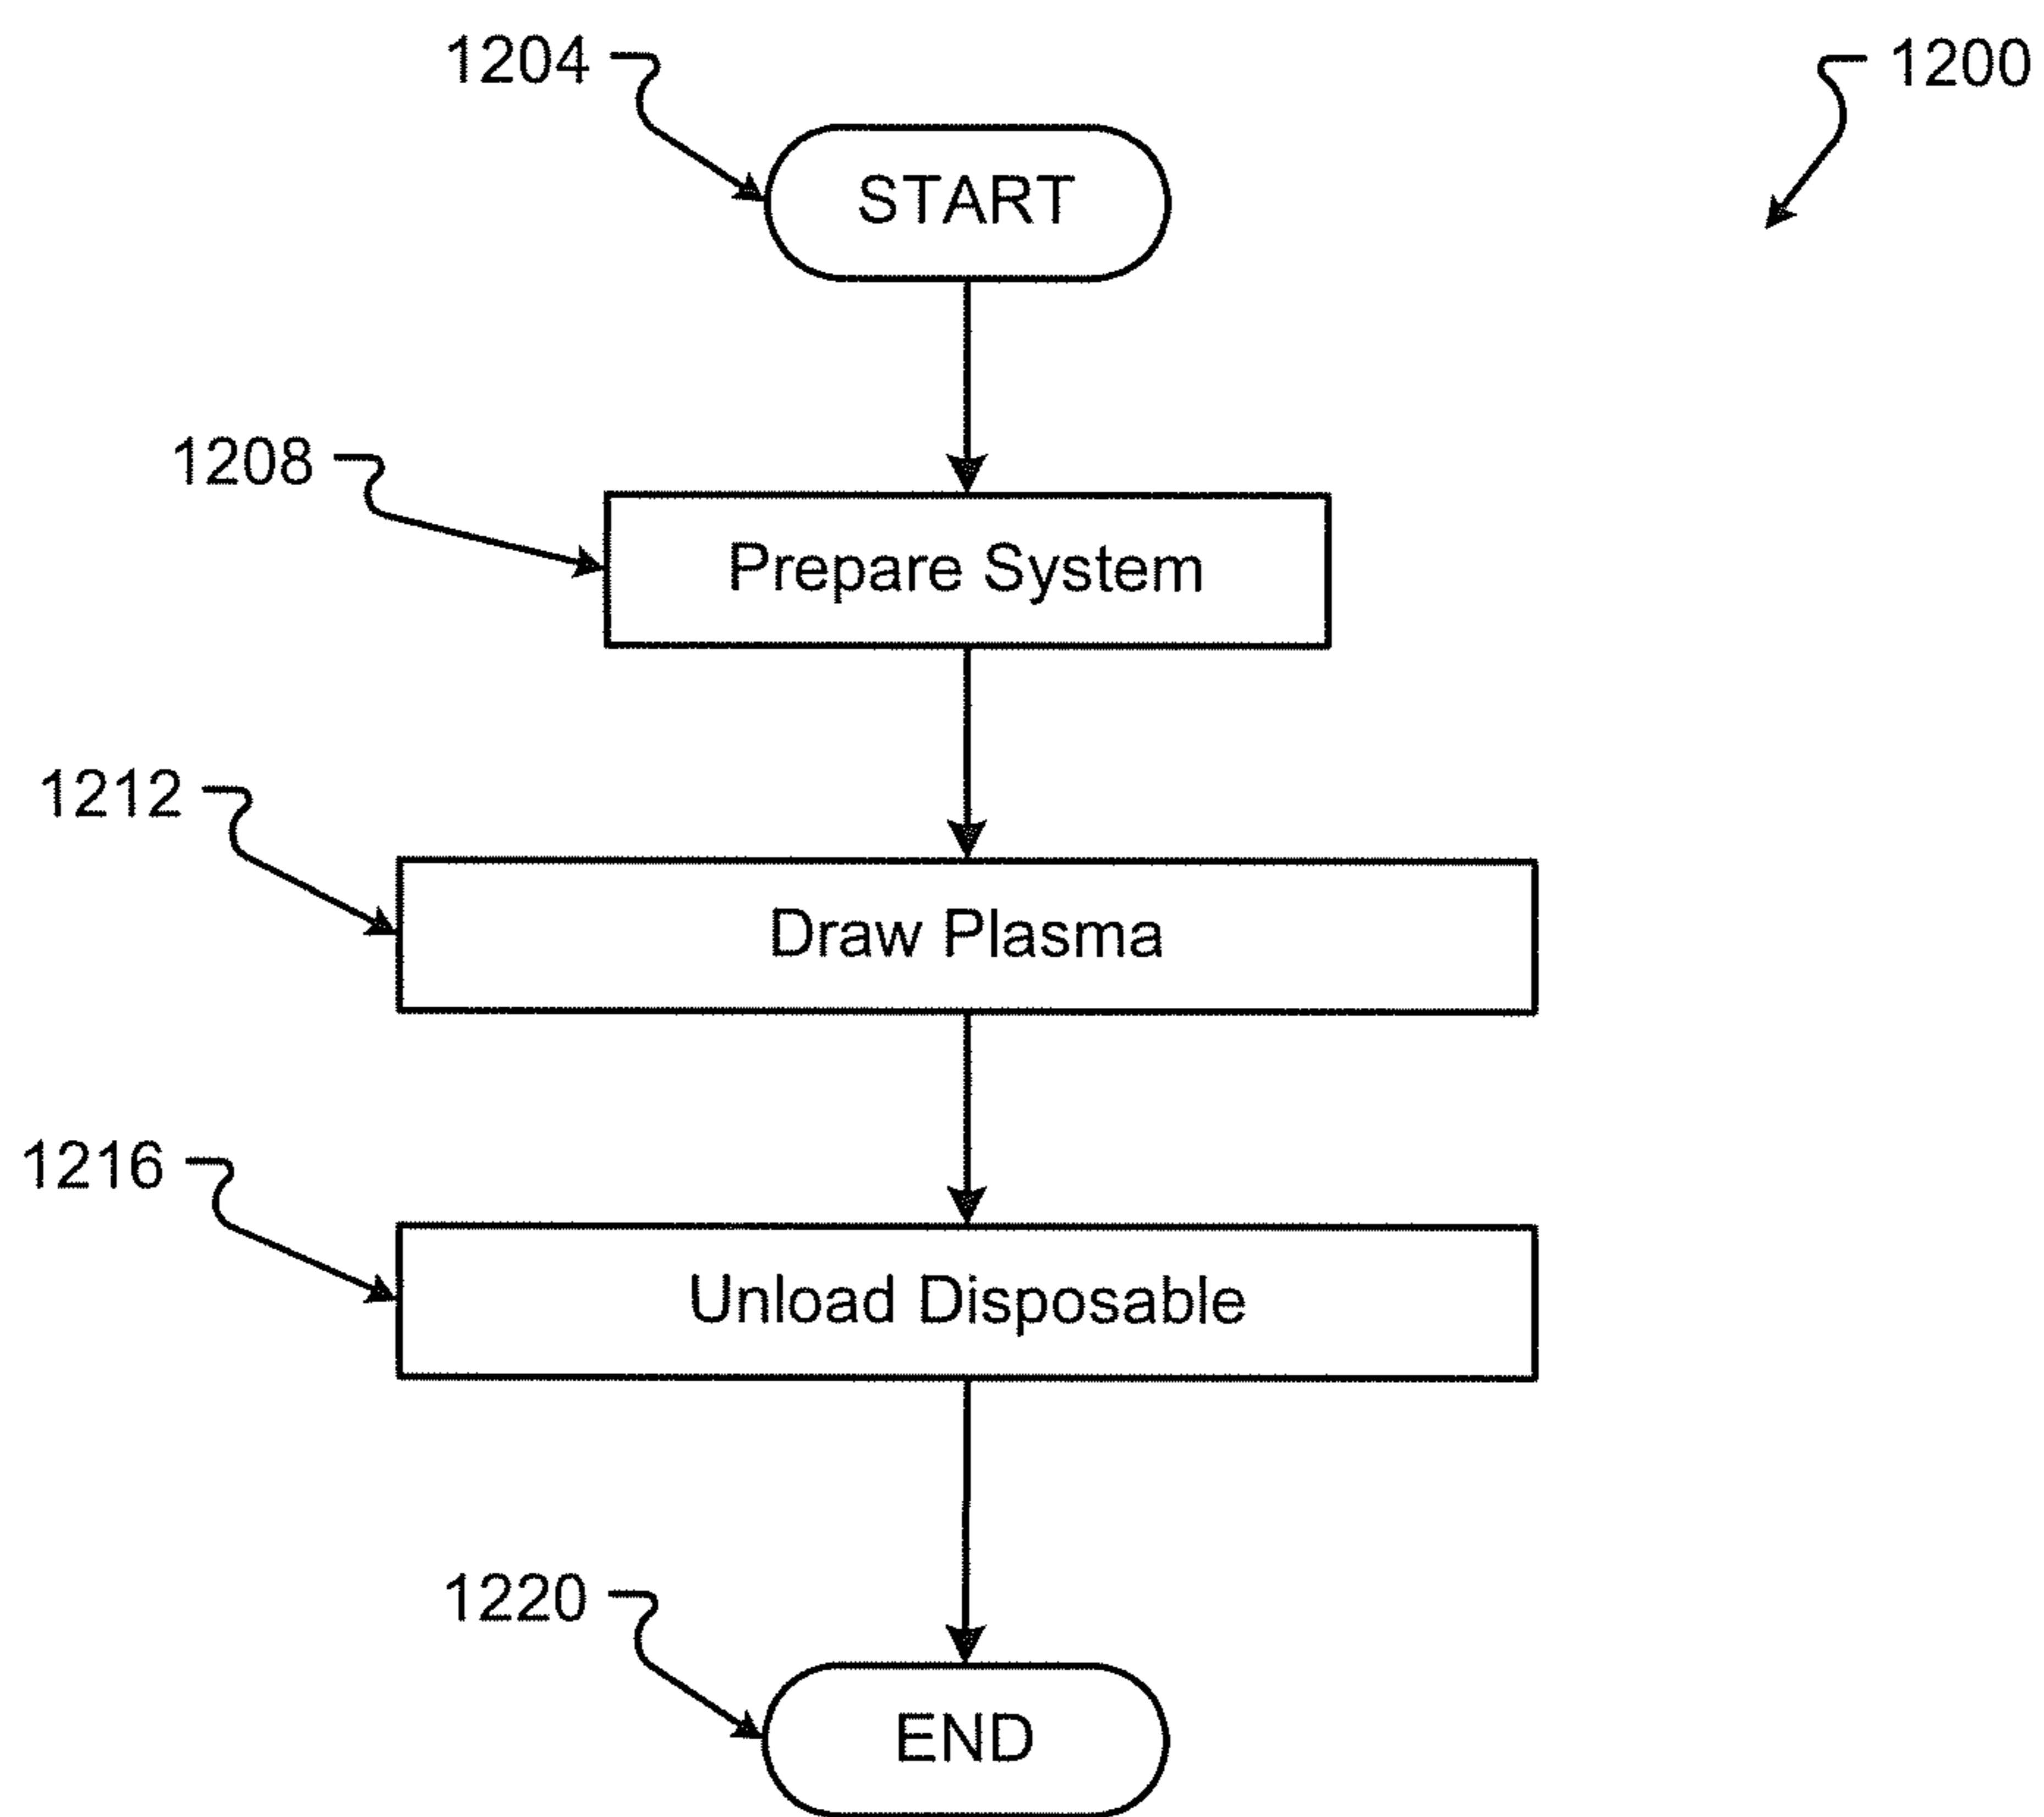 1204
1200
START
1208
Prepare System
1212
Draw Plasma
1216
Unload Disposable
1220
END